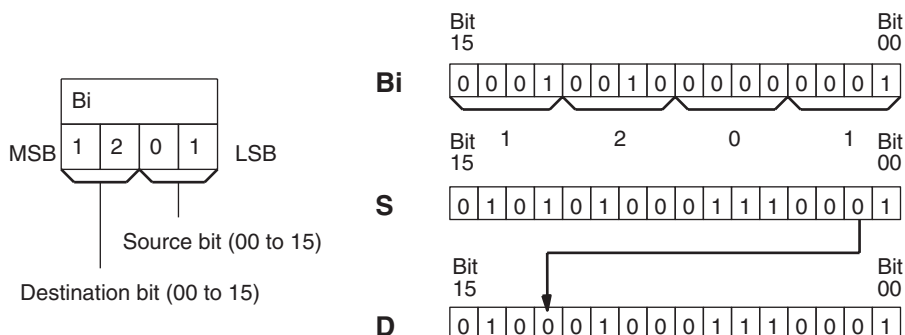 Bi
MSB 1 2 0 1 LSB
Source bit (00 to 15)
Destination bit (00 to 15)
Bit 15
Bit 00
Bi 0 0 0 1 0 0 1 0 0 0 0 0 0 0 0 1
1 2 0 1
Bit 15
Bit 00
S 0 1 0 1 0 1 0 0 0 1 1 1 0 0 0 1
Bit 15
Bit 00
D 0 1 0 0 0 1 0 0 0 1 1 1 0 0 0 1